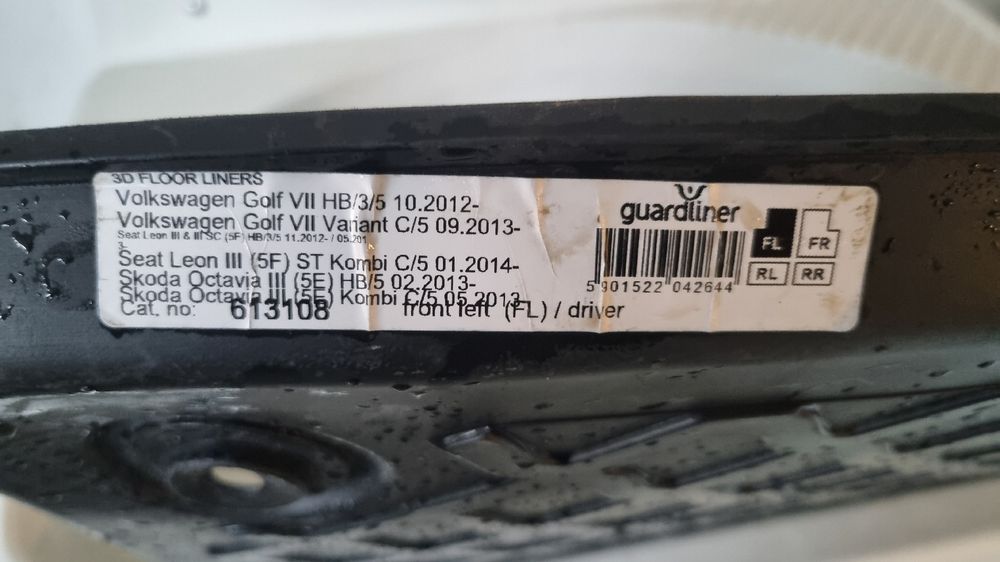 3D FLOOR LINERS
Volkswagen Golf VII HB/3/5 10.2012-
Volkswagen Golf VII Variant C/5 09.2013-
Seat Leon III & III SC (5F) HB/3/5 11.2012- / 05.201
3-
Seat Leon III (5F) ST Kombi C/5 01.2014-
Skoda Octavia III (5E) HB/5 02.2013-
Skoda Octavia III (5E) Kombi C/5 05.2013-
Cat. no: 613108 front left (FL) / driver
guardliner
5 901522 042644
FL FR
RL RR